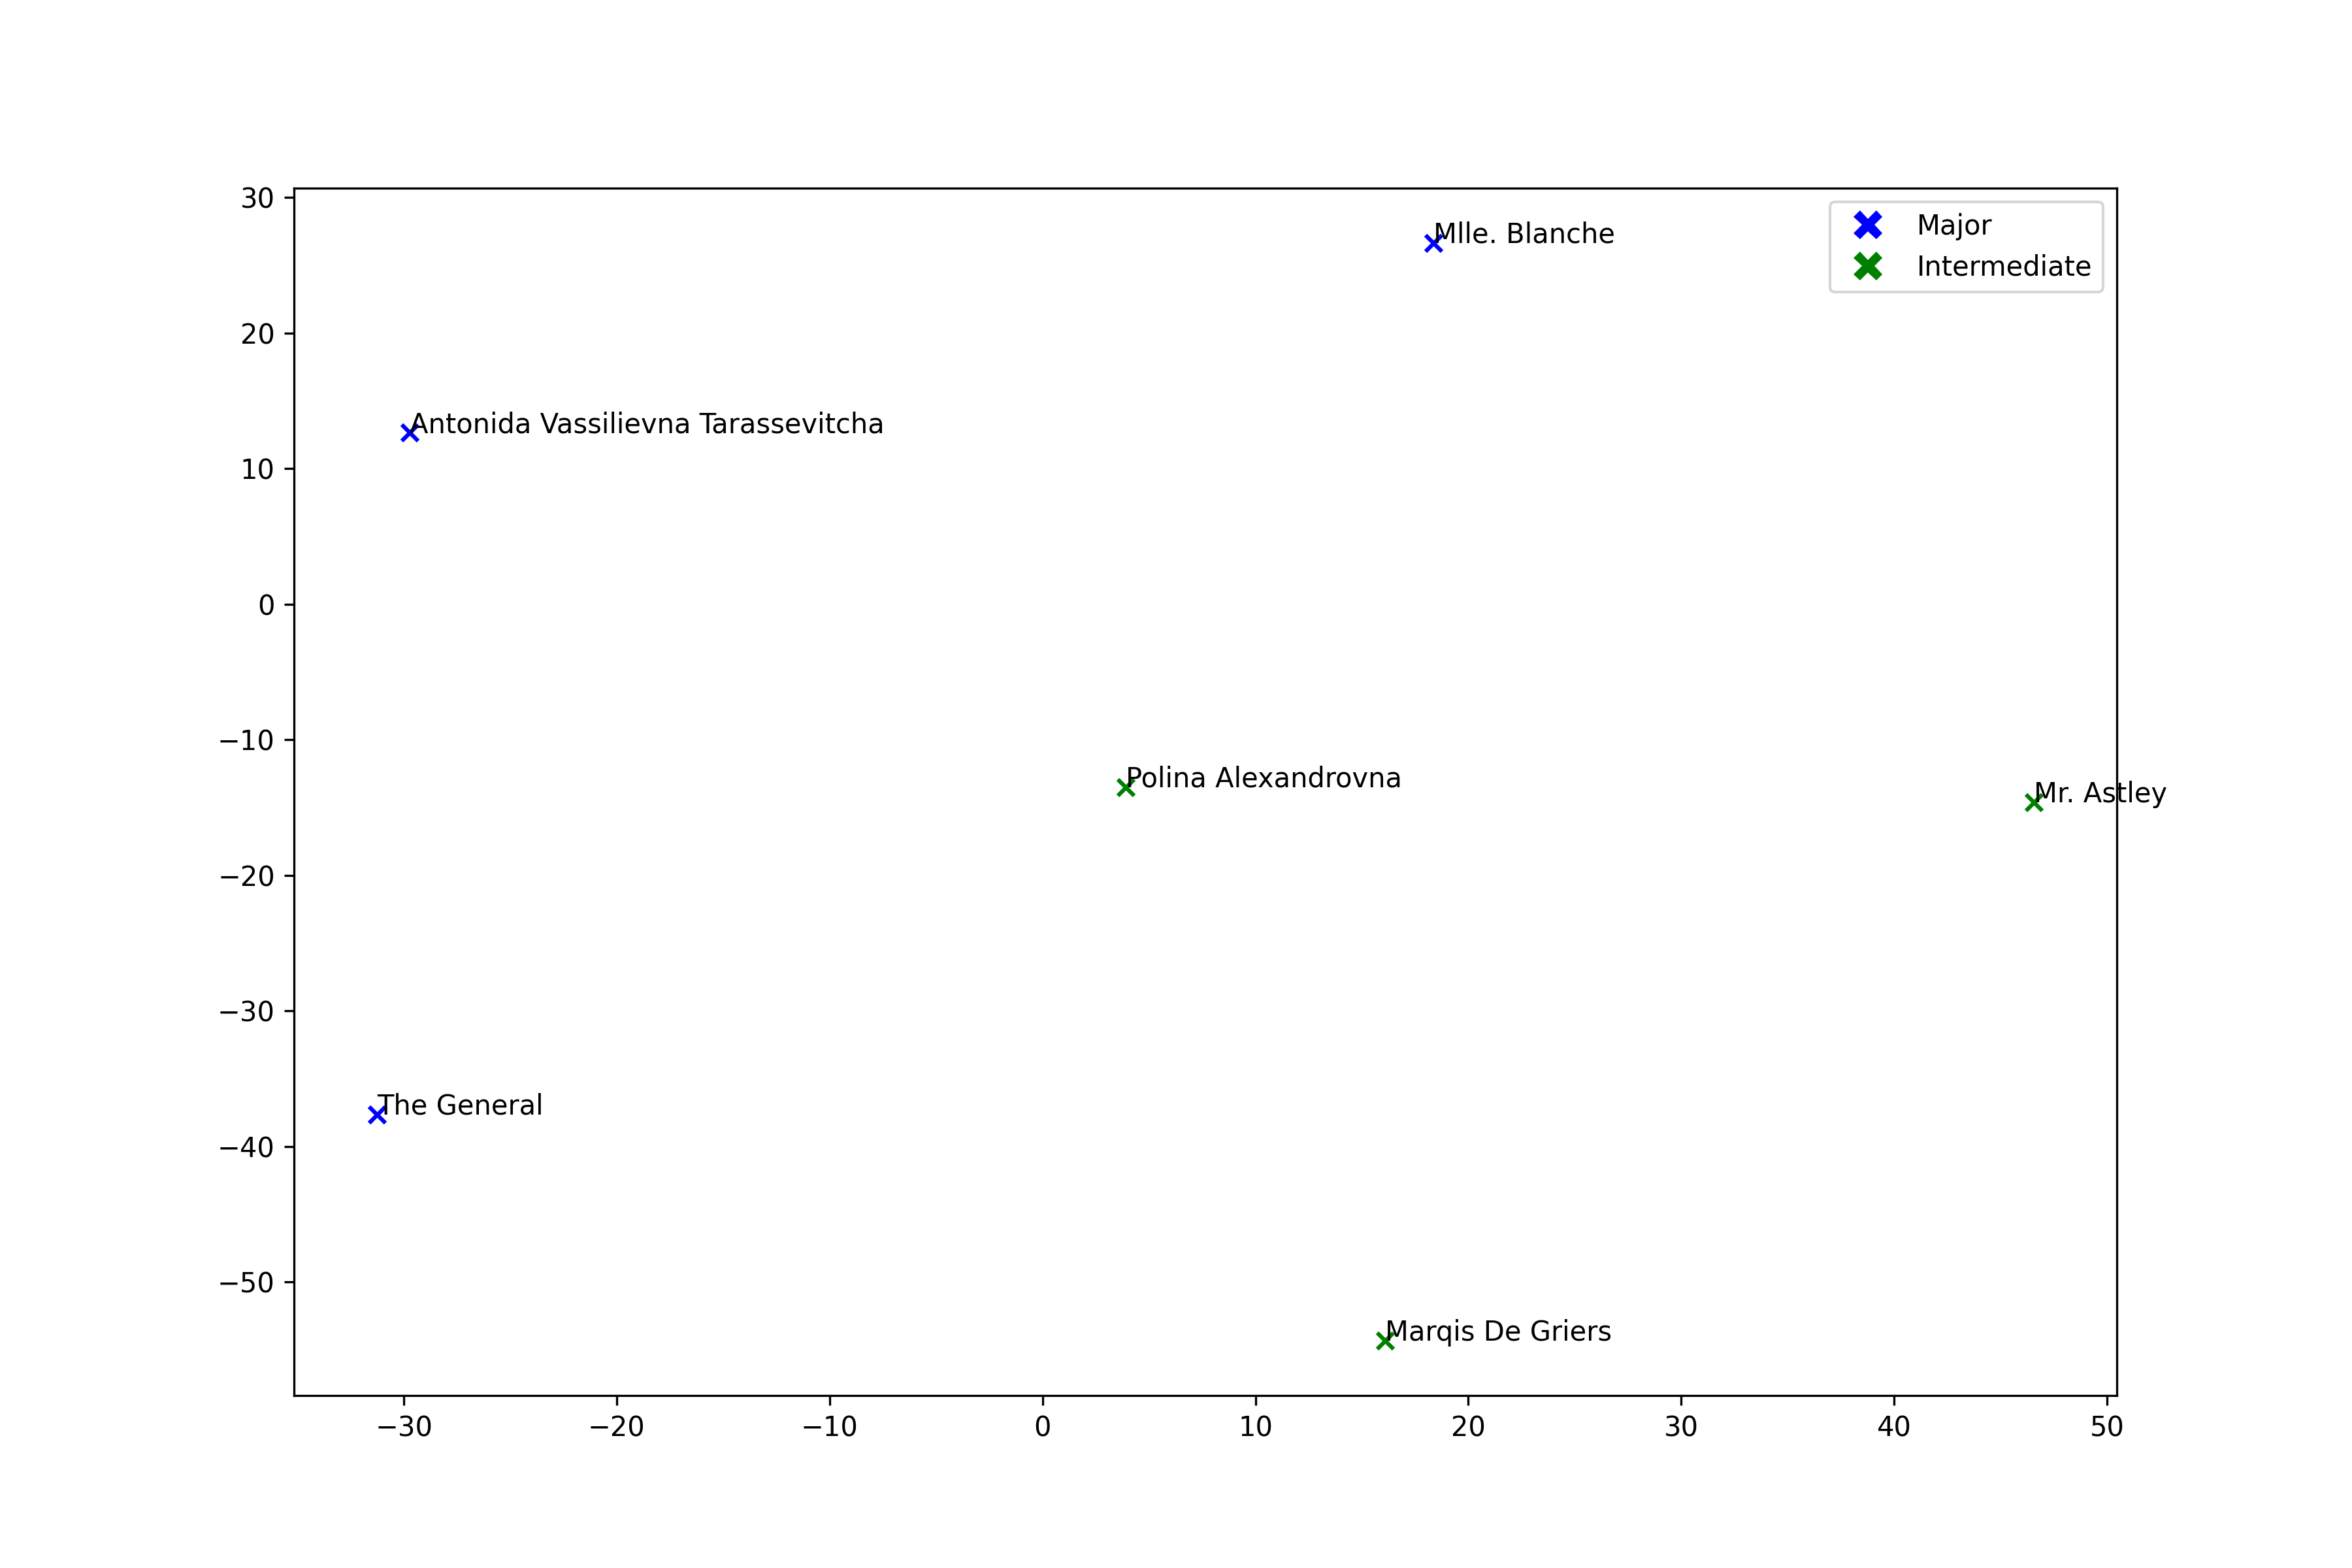 30
Mlle. Blanche
Major
Intermediate
20
Antonida Vassilievna Tarassevitcha
10
0
−10
Polina Alexandrovna
Mr. Astley
−20
−30
The General
−40
−50
Marqis De Griers
−30 −20 −10 0 10 20 30 40 50